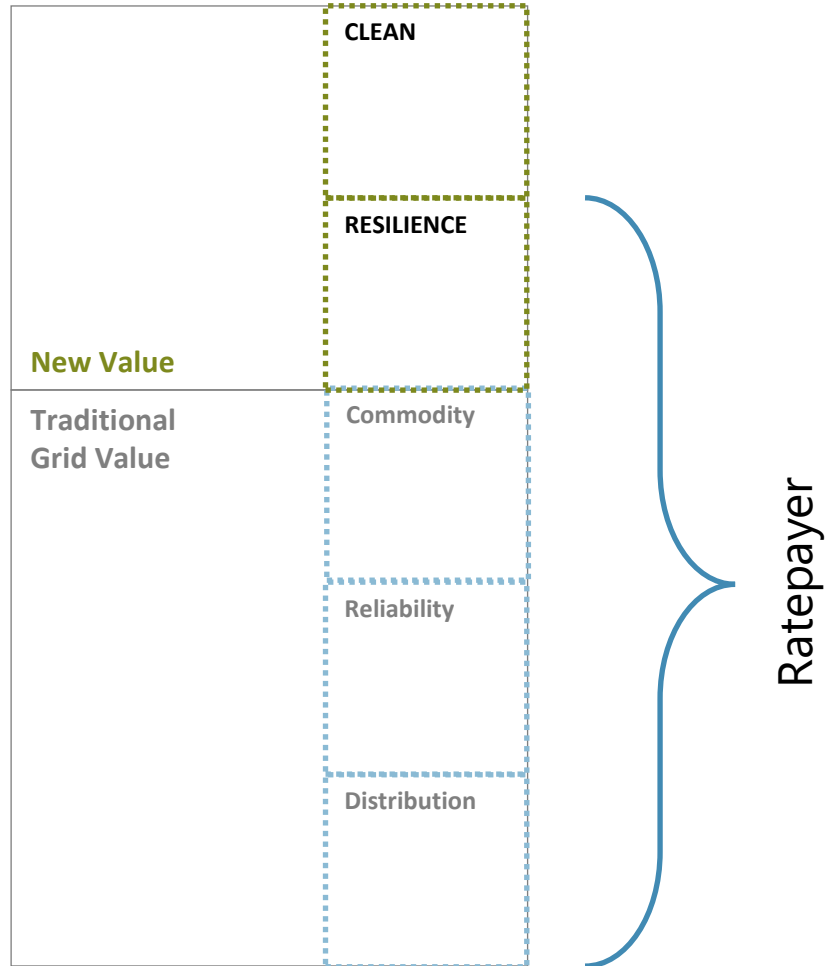 CLEAN
RESILIENCE
New Value
Traditional
Grid Value
Commodity
Reliability
Distribution
Ratepayer